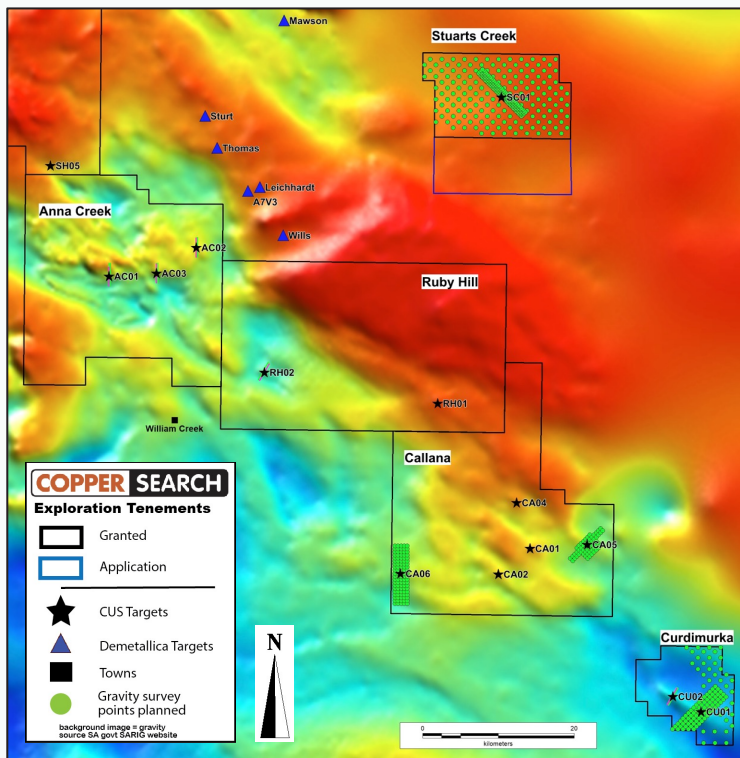 Mawson
Stuarts Creek
SC01
Sturt
Thomas
SH05
Leichhardt
A7V3
Anna Creek
Wills
AC02
AC01
AC03
Ruby Hill
RH02
RH01
William Creek
Callana
CA04
CA01
CA05
CA06
CA02
Curdimurka
CU02
CU01
COPPER SEARCH
Exploration Tenements
Granted
Application
CUS Targets
Demetallica Targets
Towns
Gravity survey
points planned
background image = gravity
source SA govt SARIG website
N
0 20
kilometers